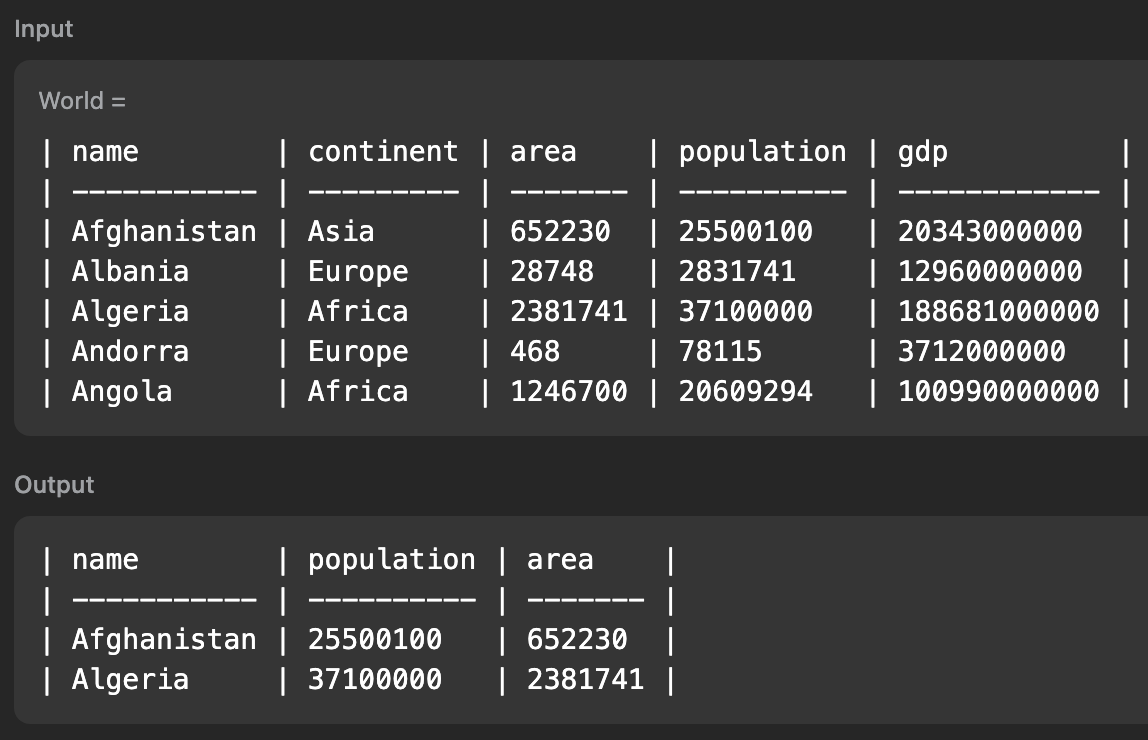 Input
World =
| name        | continent | area    | population | gdp          |
| ----------- | --------- | ------- | ---------- | ------------ |
| Afghanistan | Asia      | 652230  | 25500100   | 20343000000  |
| Albania     | Europe    | 28748   | 2831741    | 12960000000  |
| Algeria     | Africa    | 2381741 | 37100000   | 188681000000 |
| Andorra     | Europe    | 468     | 78115      | 3712000000   |
| Angola      | Africa    | 1246700 | 20609294   | 100990000000 |
Output
| name        | population | area    |
| ----------- | ---------- | ------- |
| Afghanistan | 25500100   | 652230  |
| Algeria     | 37100000   | 2381741 |